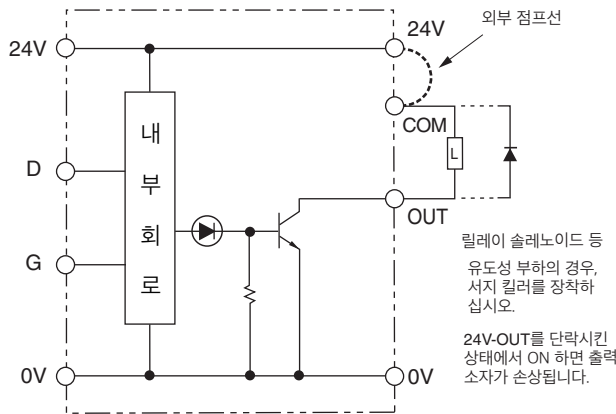 외부 점프선
24V
24V
COM
내부회로
L
D
OUT
G
릴레이 솔레노이드 등
유도성 부하의 경우,
서지 킬러를 장착하
십시오.
24V-OUT를 단락시킨
상태에서 ON 하면 출력
소자가 손상됩니다.
0V
0V